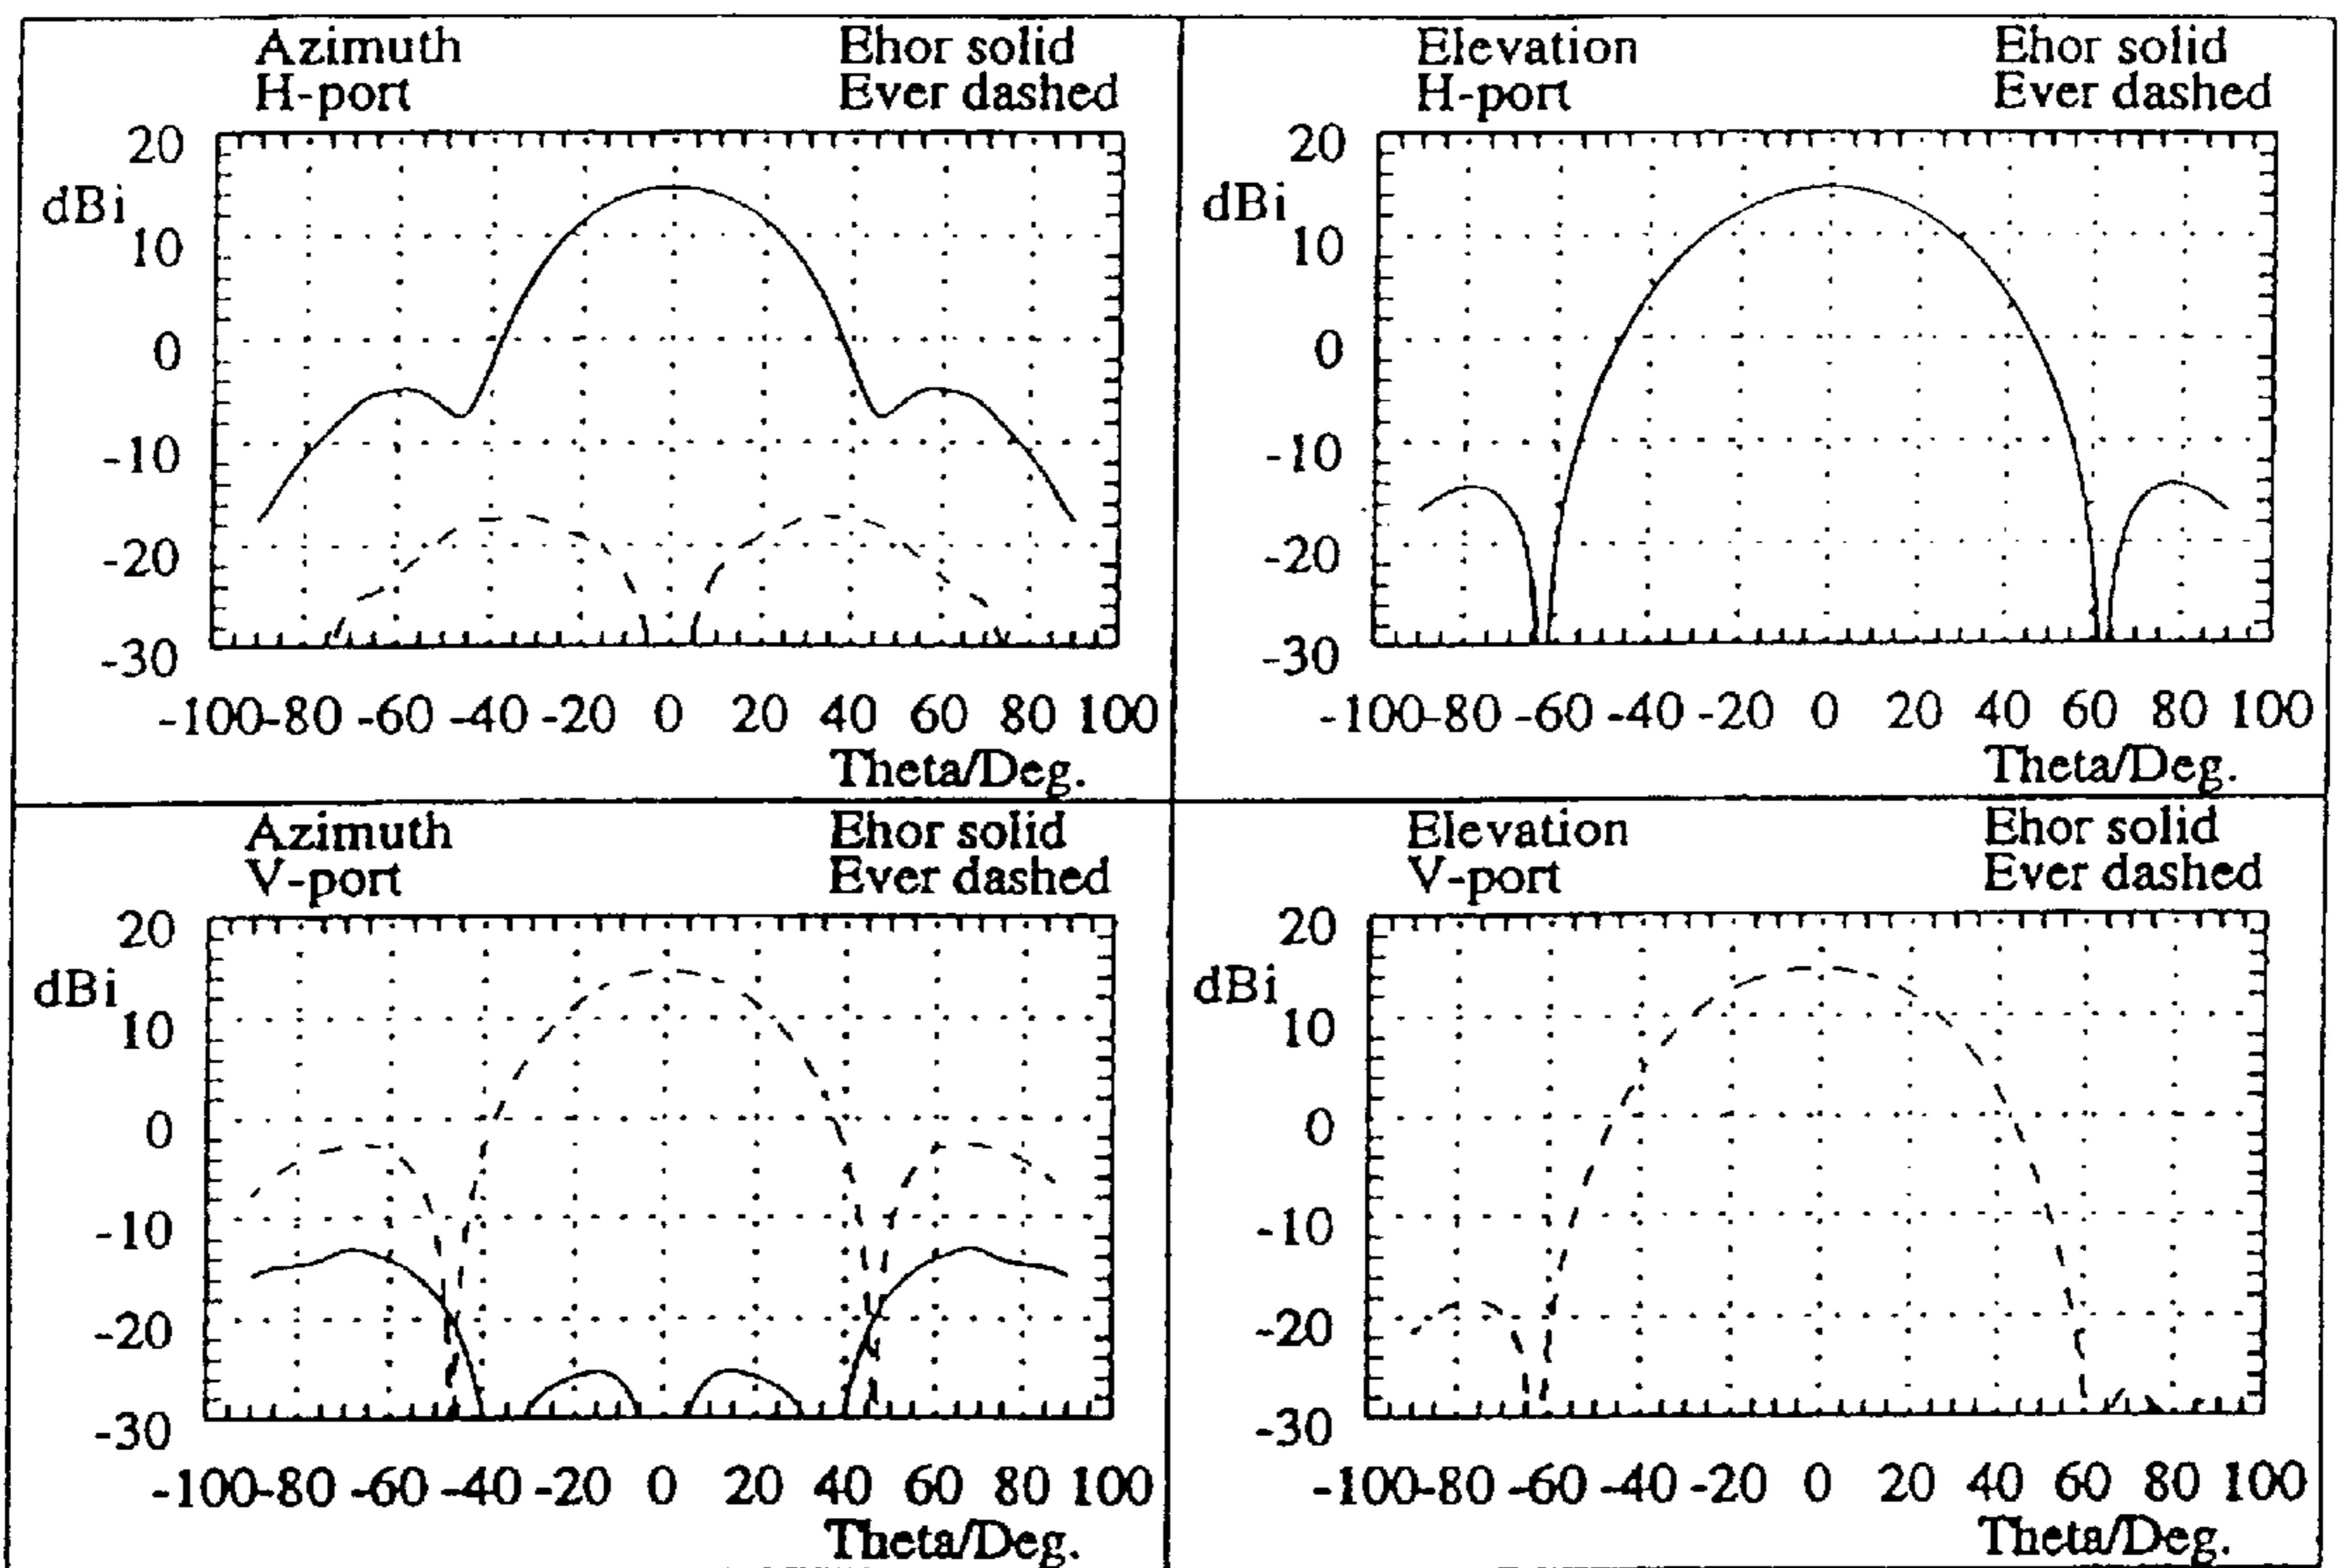 Azimuth Ehor solid
H-port Ever dashed
20
dBi
10
0
-10
-20
-30
-100-80 -60 -40 -20 0 20 40 60 80 100
Theta/Deg.
Elevation Ehor solid
H-port Ever dashed
20
dBi
10
0
-10
-20
-30
-100-80 -60 -40 -20 0 20 40 60 80 100
Theta/Deg.
Azimuth Ehor solid
V-port Ever dashed
20
dBi
10
0
-10
-20
-30
-100-80 -60 -40 -20 0 20 40 60 80 100
Theta/Deg.
Elevation Ehor solid
V-port Ever dashed
20
dBi
10
0
-10
-20
-30
-100-80 -60 -40 -20 0 20 40 60 80 100
Theta/Deg.